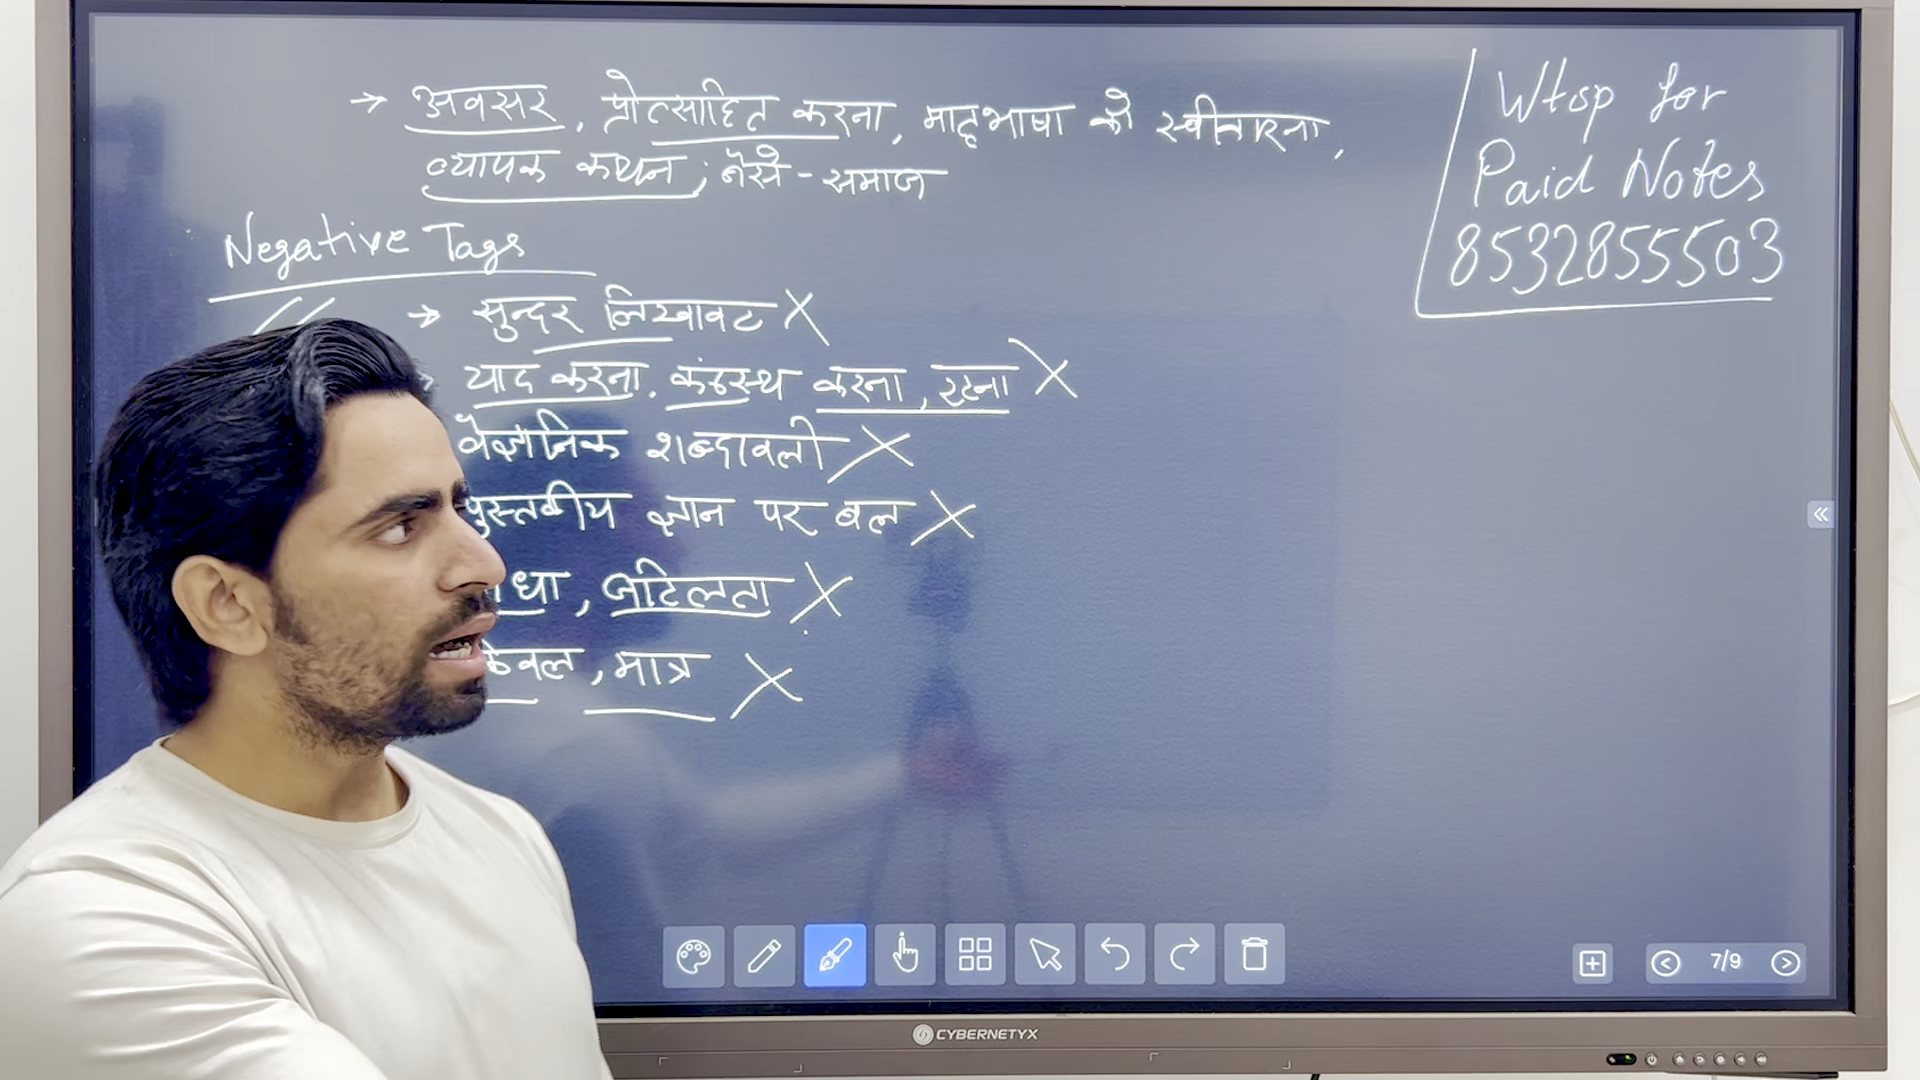 → अवसर, प्रोत्साहित करना, मातृभाषा को स्वीकारना,
व्यापक कथन; जैसे - समाज
Wtsp for
Paid Notes
8532855503
Negative Tags
→ सुन्दर लिखावट X
याद करना, कंठस्थ करना, रटना X
वैज्ञानिक शब्दावली X
पुस्तकीय ज्ञान पर बल X
धा, जटिलता X
केवल, मात्र X
7/9
CYBERNETYX